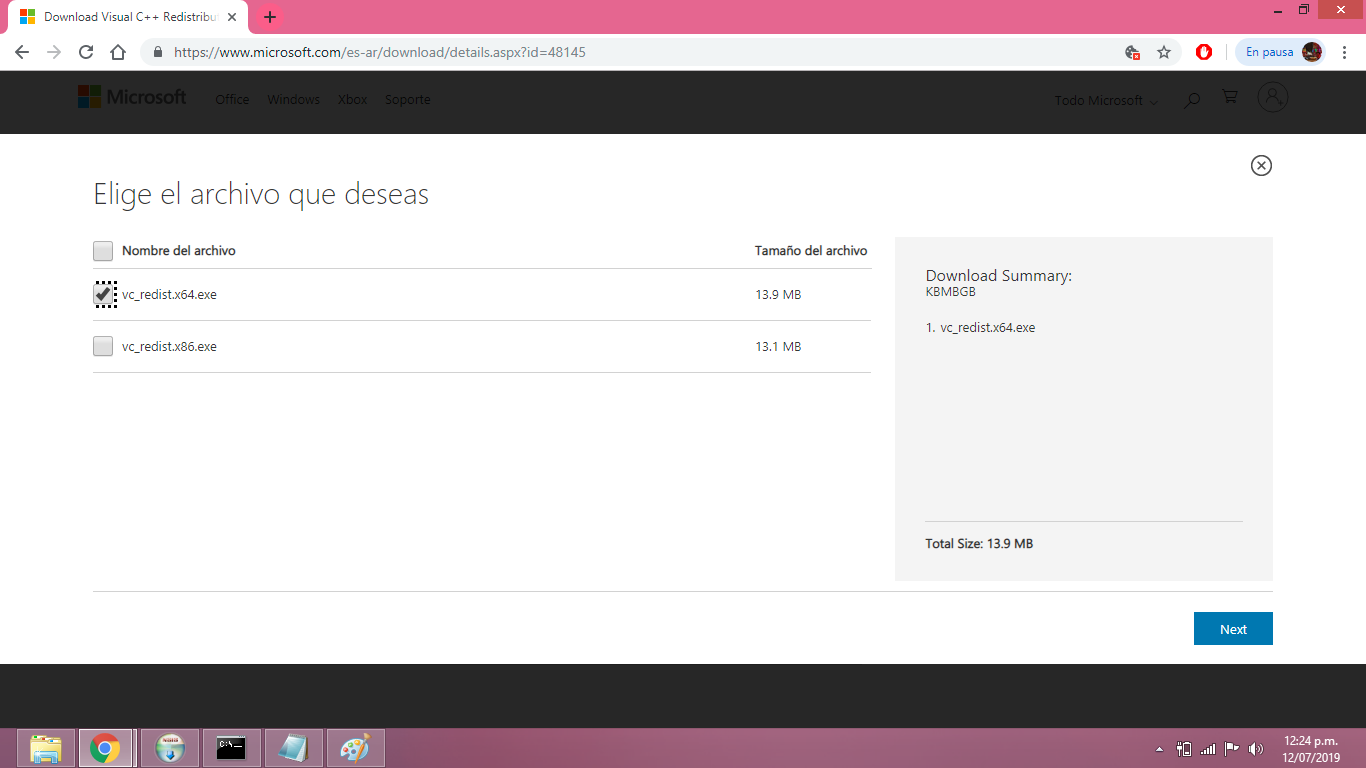 Download Visual C++ Redistribut
https://www.microsoft.com/es-ar/download/details.aspx?id=48145
En pausa
Microsoft
Office
Windows
Xbox
Soporte
Todo Microsoft
Elige el archivo que deseas
Nombre del archivo
Tamaño del archivo
vc_redist.x64.exe
13.9 MB
vc_redist.x86.exe
13.1 MB
Download Summary:
KBMBGB
1. vc_redist.x64.exe
Total Size: 13.9 MB
Next
C:\_
12:24 p.m.
12/07/2019